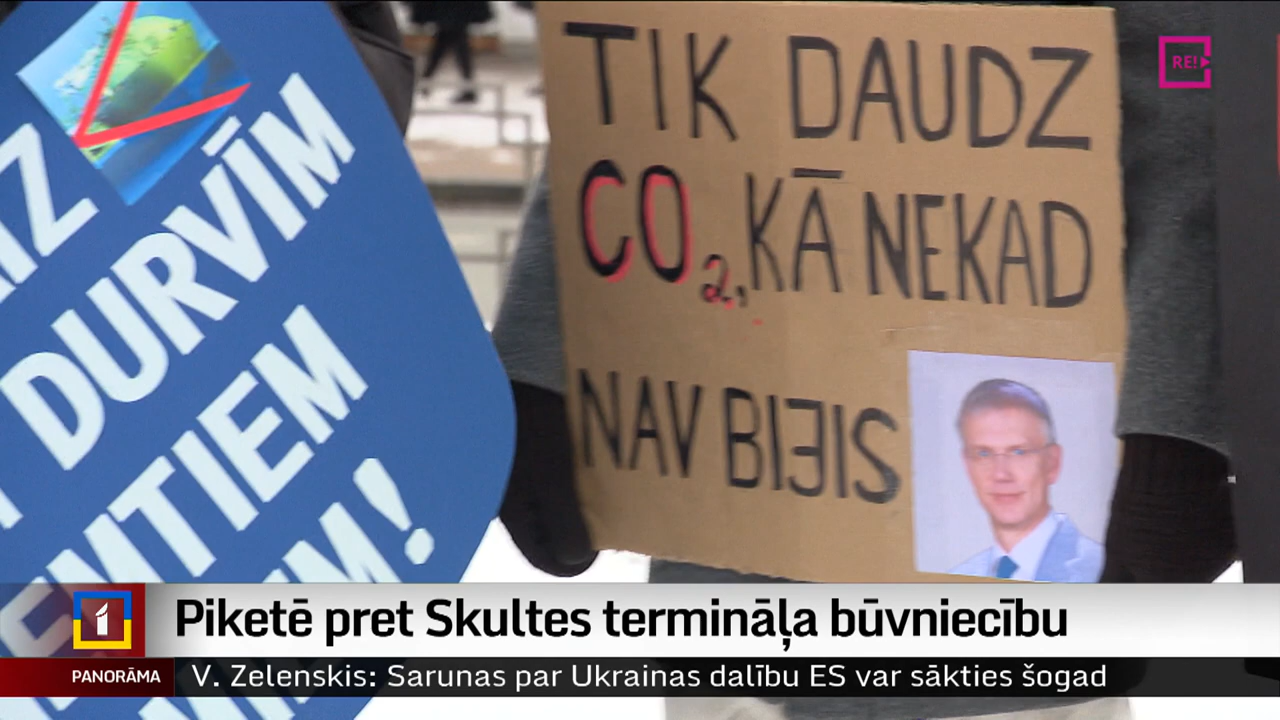 RE!
TIK DAUDZ
CO₂, KĀ NEKAD
NAV BIJIS
DURVĪM
1
Piketē pret Skultes termināļa būvniecību
PANORĀMA
V. Zelenskis: Sarunas par Ukrainas dalību ES var sākties šogad